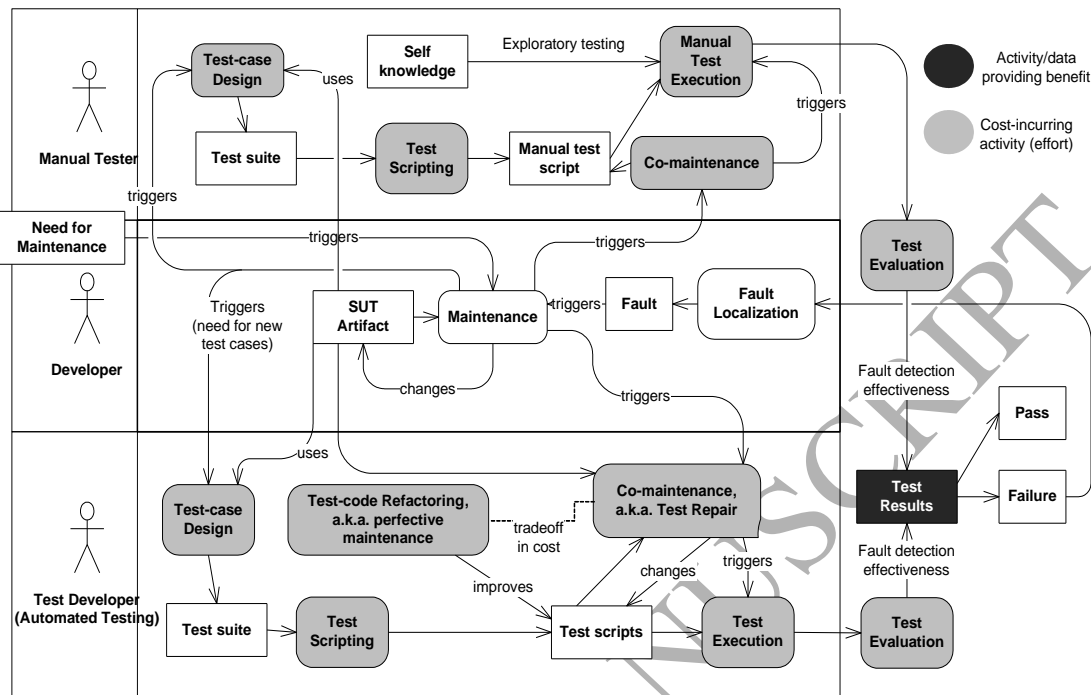 Test-case
Design
uses
Self
knowledge
Exploratory testing
Manual
Test
Execution
Activity/data
providing benefit
triggers
Cost-incurring
activity (effort)
Manual Tester
Test suite
Test
Scripting
Manual test
script
Co-maintenance
triggers
Need for
Maintenance
triggers
triggers
Test
Evaluation
Developer
Triggers
(need for new
test cases)
SUT
Artifact
Maintenance
triggers
Fault
Fault
Localization
changes
triggers
Fault detection
effectiveness
Pass
uses
Test
Results
Failure
Test-case
Design
Test-code Refactoring,
a.k.a. perfective
maintenance
tradeoff
in cost
Co-maintenance,
a.k.a. Test Repair
Fault detection
effectiveness
improves
changes
triggers
Test Developer
(Automated Testing)
Test suite
Test
Scripting
Test scripts
Test
Execution
Test
Evaluation
NUSCRIPT